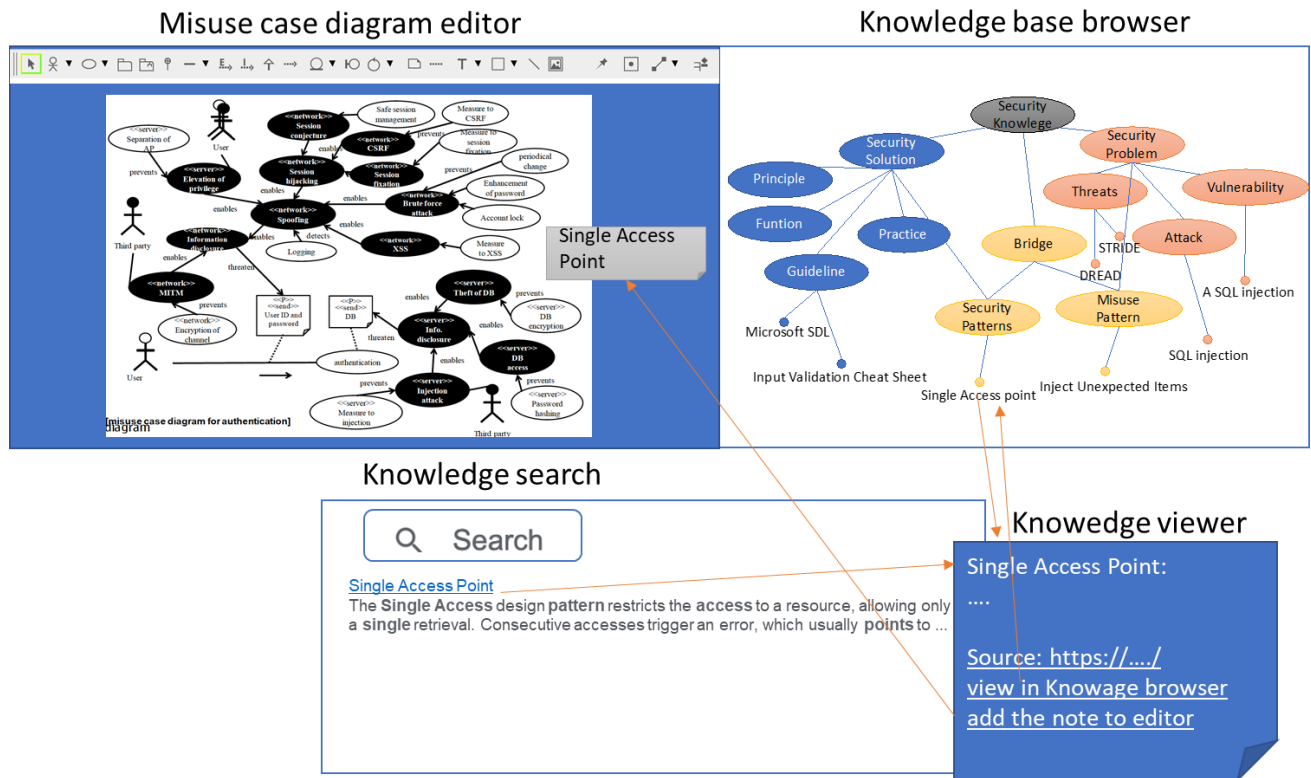 Misuse case diagram editor
Knowledge base browser
T
<<server>>
Separation of
AP
User
<<network>>
Session
conjecture
Safe session
management
Measure to
CSRF
<<network>>
CSRF
prevents
Measure to
session
fixation
enables
prevents
<<server>>
Elevation of
privilege
<<network>>
Session
hijacking
<<network>>
Session
fixation
prevents
periodical
change
Enhancement
of password
enables
enables
<<network>>
Brute force
attack
Account lock
enables
<<network>>
Spoofing
Third party
<<network>>
Information
disclosure
enables
detects
Logging
enables
<<network>>
XSS
Measure
to XSS
enables
threaten
<<network>>
MITM
prevents
<<network>>
Encryption of
channel
<<P>>
<<send>>
User ID and
password
<<P>>
<<send>>
DB
enables
<<server>>
Theft of DB
prevents
<<server>>
DB
encryption
<<server>>
Info.
disclosure
enables
threaten
User
authentication
enables
<<server>>
DB
access
prevents
prevents
<<server>>
Injection
attack
<<server>>
Password
hashing
<<server>>
Measure to
injection
Third party
[misuse case diagram for authentication]
diagram
Single Access
Point
Security
Knowlege
Security
Solution
Security
Problem
Principle
Threats
Vulnerability
Funtion
Practice
Bridge
STRIDE
Attack
Guideline
DREAD
A SQL injection
Security
Patterns
Misuse
Pattern
Microsoft SDL
SQL injection
Input Validation Cheat Sheet
Single Access point
Inject Unexpected Items
Knowledge search
Search
Single Access Point
The Single Access design pattern restricts the access to a resource, allowing only
a single retrieval. Consecutive accesses trigger an error, which usually points to ...
Knowedge viewer
Single Access Point:
....
Source: https://..../
view in Knowage browser
add the note to editor